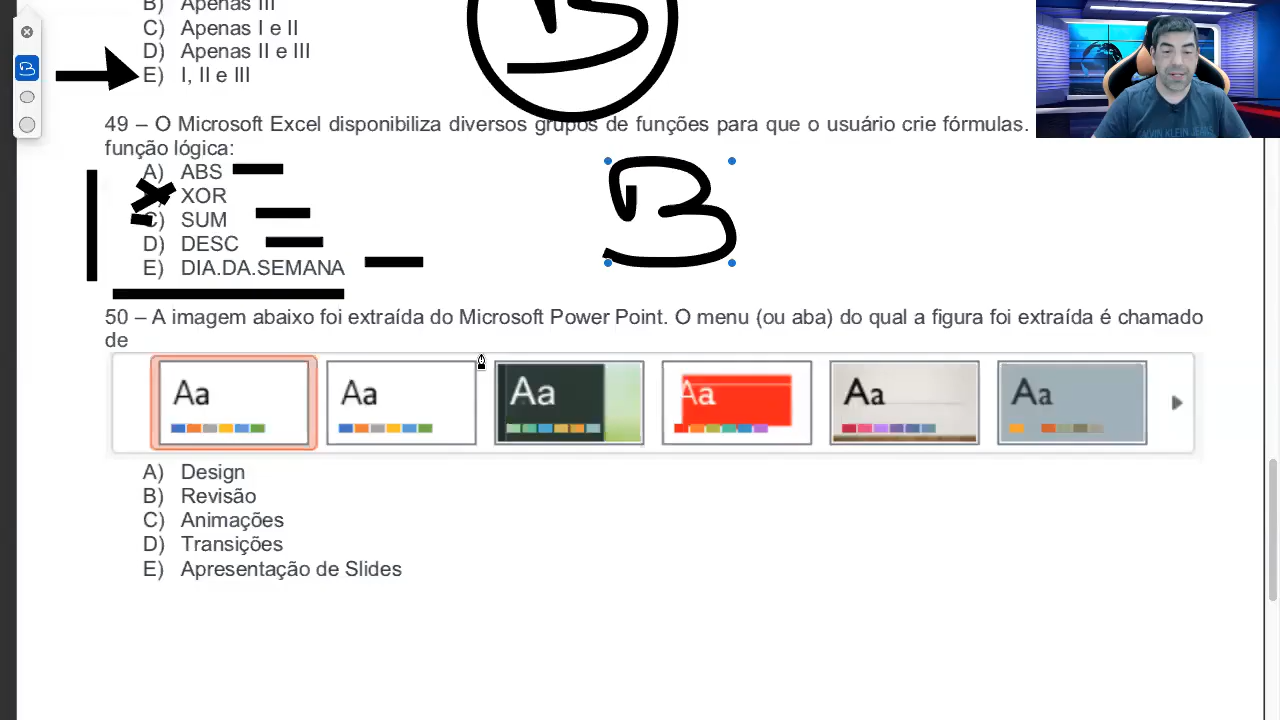 B) Apenas III
B
C) Apenas I e II
D) Apenas II e III
E) I, II e III
49 – O Microsoft Excel disponibiliza diversos grupos de funções para que o usuário crie fórmulas.
função lógica:
A) ABS
XOR
C) SUM
D) DESC
E) DIA.DA.SEMANA
B
50 – A imagem abaixo foi extraída do Microsoft Power Point. O menu (ou aba) do qual a figura foi extraída é chamado
de
Aa Aa Aa Aa Aa Aa
A) Design
B) Revisão
C) Animações
D) Transições
E) Apresentação de Slides
CALVIN KLEIN JEANS